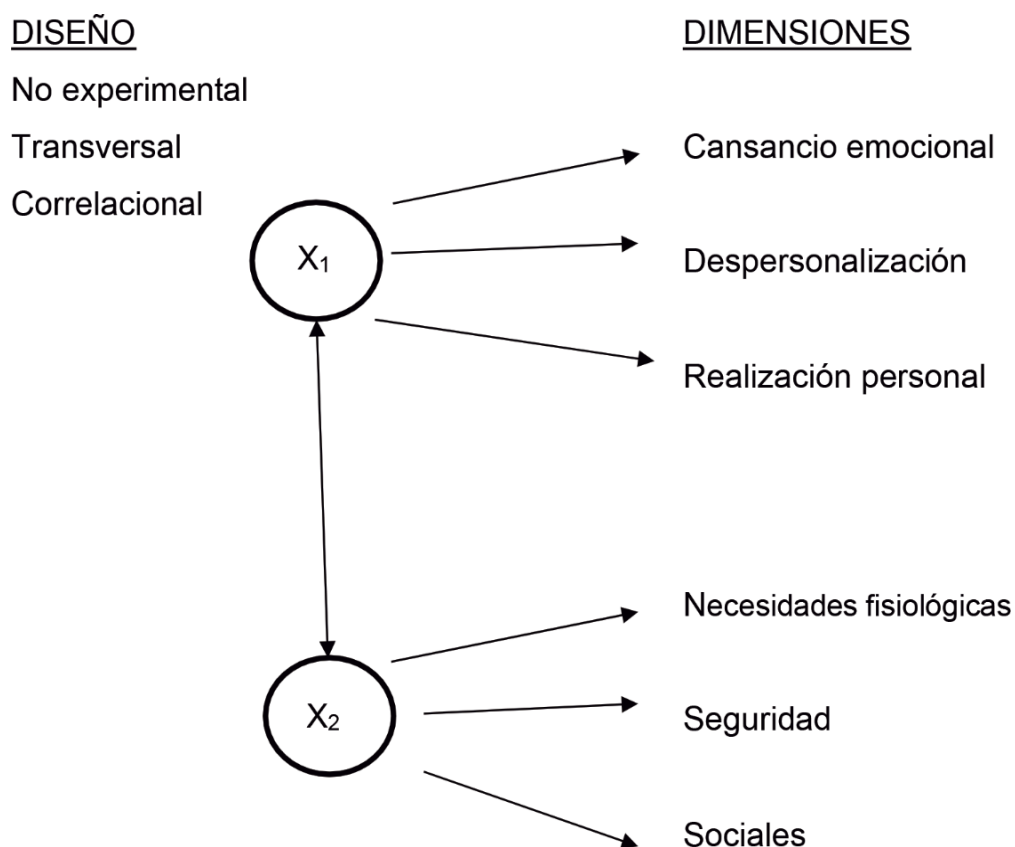 DISEÑO
No experimental
Transversal
Correlacional
X₁
DIMENSIONES
Cansancio emocional
Despersonalización
Realización personal
X₂
Necesidades fisiológicas
Seguridad
Sociales